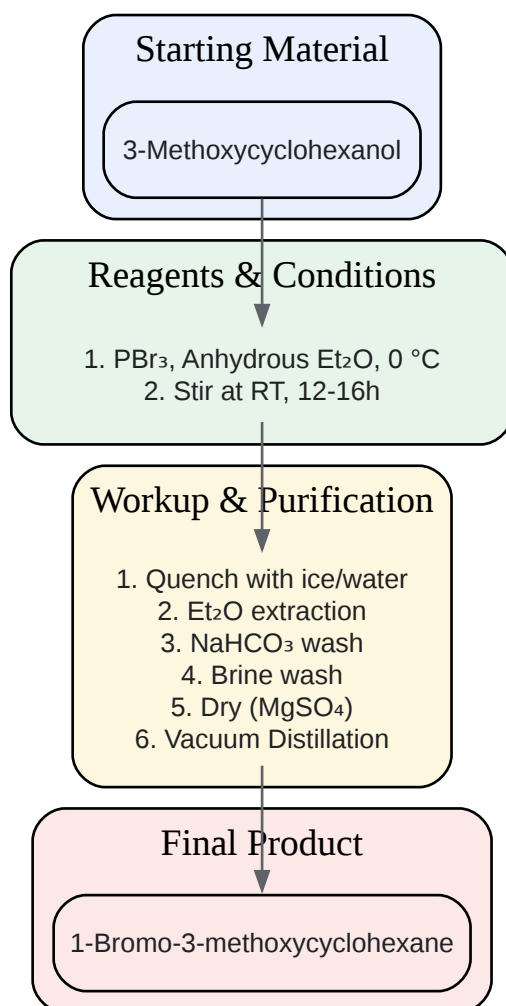 Starting Material
3-Methoxycyclohexanol
Reagents & Conditions
1. PBr₃, Anhydrous Et₂O, 0 °C
2. Stir at RT, 12-16h
Workup & Purification
1. Quench with ice/water
2. Et₂O extraction
3. NaHCO₃ wash
4. Brine wash
5. Dry (MgSO₄)
6. Vacuum Distillation
Final Product
1-Bromo-3-methoxycyclohexane